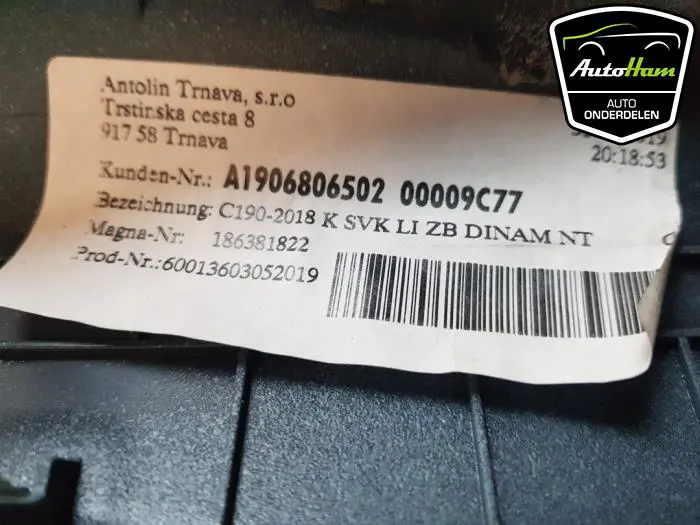 AutoHam
AUTO
ONDERDELEN
Antolin Trnava, s.r.o
Trstinska cesta 8
917 58 Trnava
20:18:53
Kunden-Nr.: A1906806502 00009C77
Bezeichnung: C190-2018 K SVK LI ZB DINAM NT
Magna-Nr: 186381822
Prod-Nr.:60013603052019